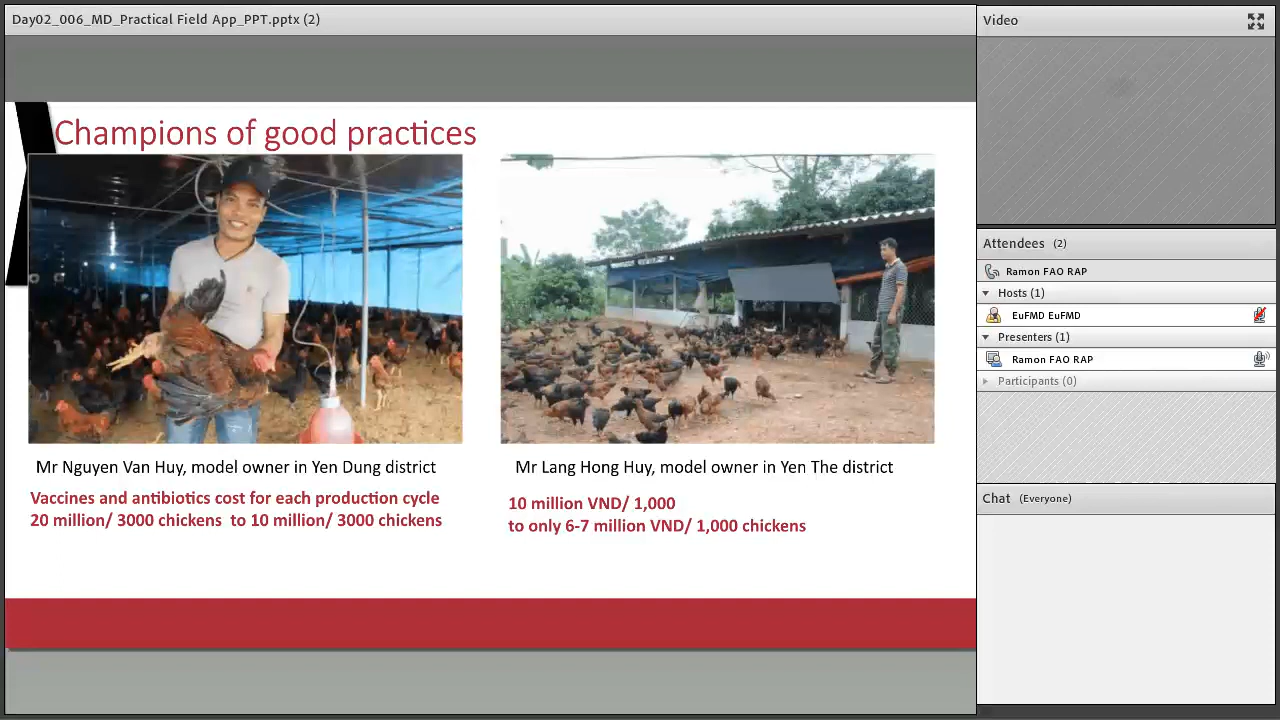 Day02_006_MD_Practical Field App_PPT.pptx (2)
Champions of good practices
Mr Nguyen Van Huy, model owner in Yen Dung district
Vaccines and antibiotics cost for each production cycle
20 million/ 3000 chickens  to 10 million/ 3000 chickens
Mr Lang Hong Huy, model owner in Yen The district
10 million VND/ 1,000
to only 6-7 million VND/ 1,000 chickens
Video
Attendees (2)
Ramon FAO RAP
Hosts (1)
EuFMD EuFMD
Presenters (1)
Ramon FAO RAP
Participants (0)
Chat (Everyone)